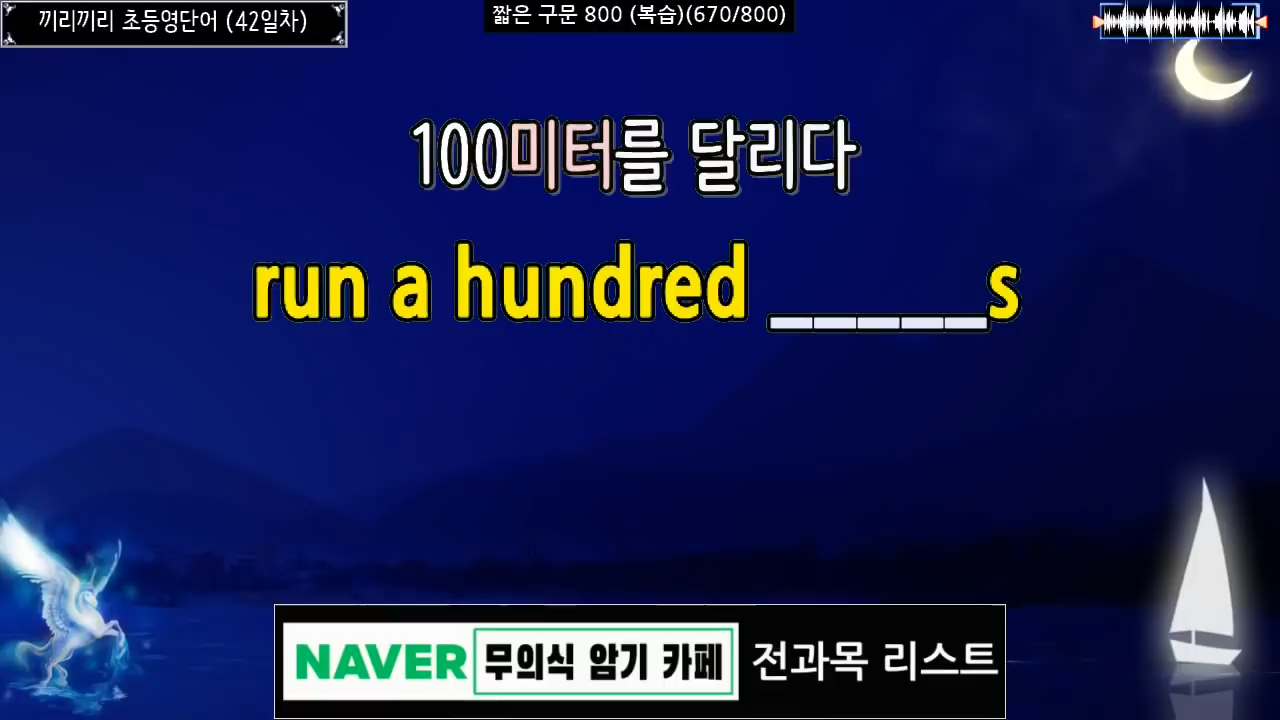 끼리끼리 초등영단어 (42일차)
짧은 구문 800 (복습)(670/800)
100미터를 달리다
run a hundred _____s
NAVER 무의식 암기 카페 전과목 리스트